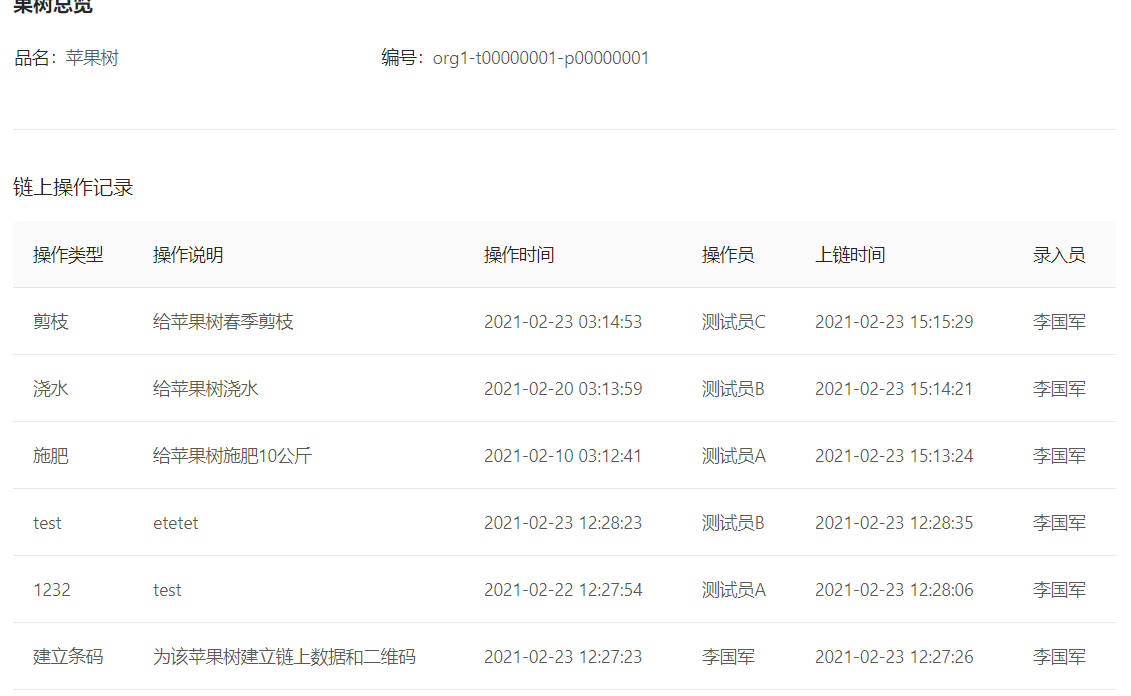 果树总览
品名：苹果树 编号：org1-t00000001-p00000001
链上操作记录
操作类型 操作说明 操作时间 操作员 上链时间 录入员
剪枝 给苹果树春季剪枝 2021-02-23 03:14:53 测试员C 2021-02-23 15:15:29 李国军
浇水 给苹果树浇水 2021-02-20 03:13:59 测试员B 2021-02-23 15:14:21 李国军
施肥 给苹果树施肥10公斤 2021-02-10 03:12:41 测试员A 2021-02-23 15:13:24 李国军
test etetet 2021-02-23 12:28:23 测试员B 2021-02-23 12:28:35 李国军
1232 test 2021-02-22 12:27:54 测试员A 2021-02-23 12:28:06 李国军
建立条码 为该苹果树建立链上数据和二维码 2021-02-23 12:27:23 李国军 2021-02-23 12:27:26 李国军